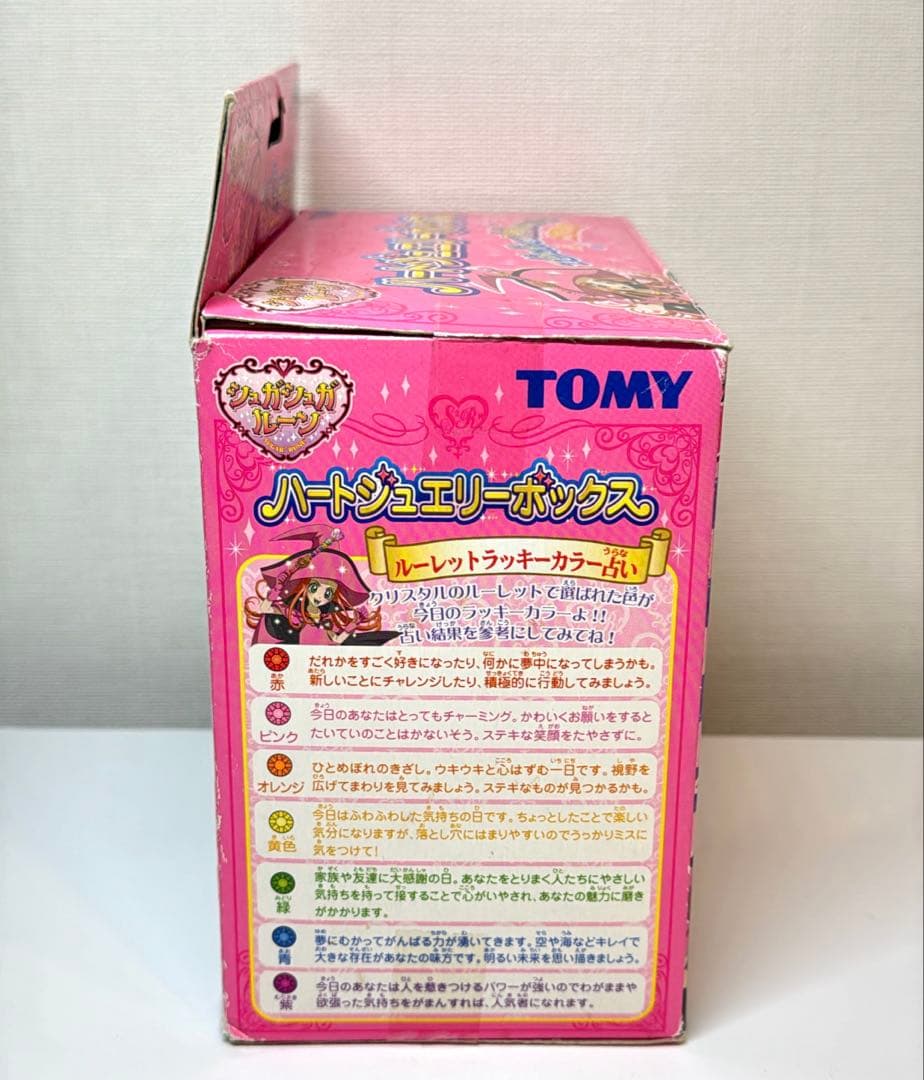 ハートジュエリーボックス
シュガシュガ
ルーン
SUGAR RUNE
TOMY
SR
ハートジュエリーボックス
ルーレットラッキーカラー占い
クリスタルのルーレットで選ばれた色が
今日のラッキーカラーよ!!
占い結果を参考にしてみてね!
赤
だれかをすごく好きになったり、何かに夢中になってしまうかも。
新しいことにチャレンジしたり、積極的に行動してみましょう。
ピンク
今日のあなたはとってもチャーミング。かわいくお願いをすると
たいていのことはかないそう。ステキな笑顔をたやさずに。
オレンジ
ひとめぼれのきざし。ウキウキと心はずむ一日です。視野を
広げてまわりを見てみましょう。ステキなものが見つかるかも。
黄色
今日はふわふわした気持ちの日です。ちょっとしたことで楽しい
気分になりますが、落とし穴にはまりやすいのでうっかりミスに
気をつけて!
緑
家族や友達に大感謝の日。あなたをとりまく人たちにやさしい
気持ちを持って接することで心がいやされ、あなたの魅力に磨き
がかかります。
青
夢にむかってがんばる力が湧いてきます。空や海などキレイで
大きな存在があなたの味方です。明るい未来を思い描きましょう。
紫
今日のあなたは人を惹きつけるパワーが強いのでわがままや
欲張った気持ちをがまんすれば、人気者になれます。